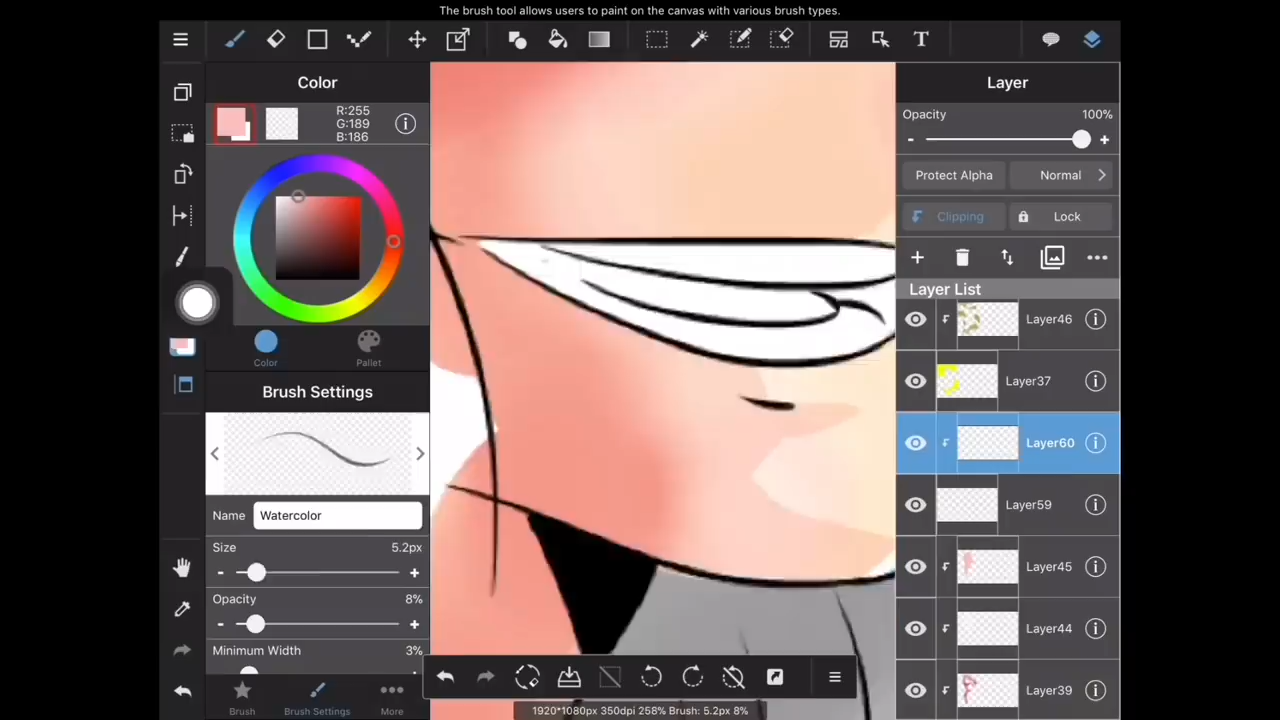 The brush tool allows users to paint on the canvas with various brush types.
T
Color
R:255
G:189
B:186
Color
Pallet
Brush Settings
Name
Watercolor
Size
5.2px
-
+
Opacity
8%
-
+
Minimum Width
3%
-
+
Brush
Brush Settings
More
1920*1080px 350dpi 258% Brush: 5.2px 8%
Layer
Opacity
100%
-
+
Protect Alpha
Normal
Clipping
Lock
Layer List
Layer46
Layer37
Layer60
Layer59
Layer45
Layer44
Layer39